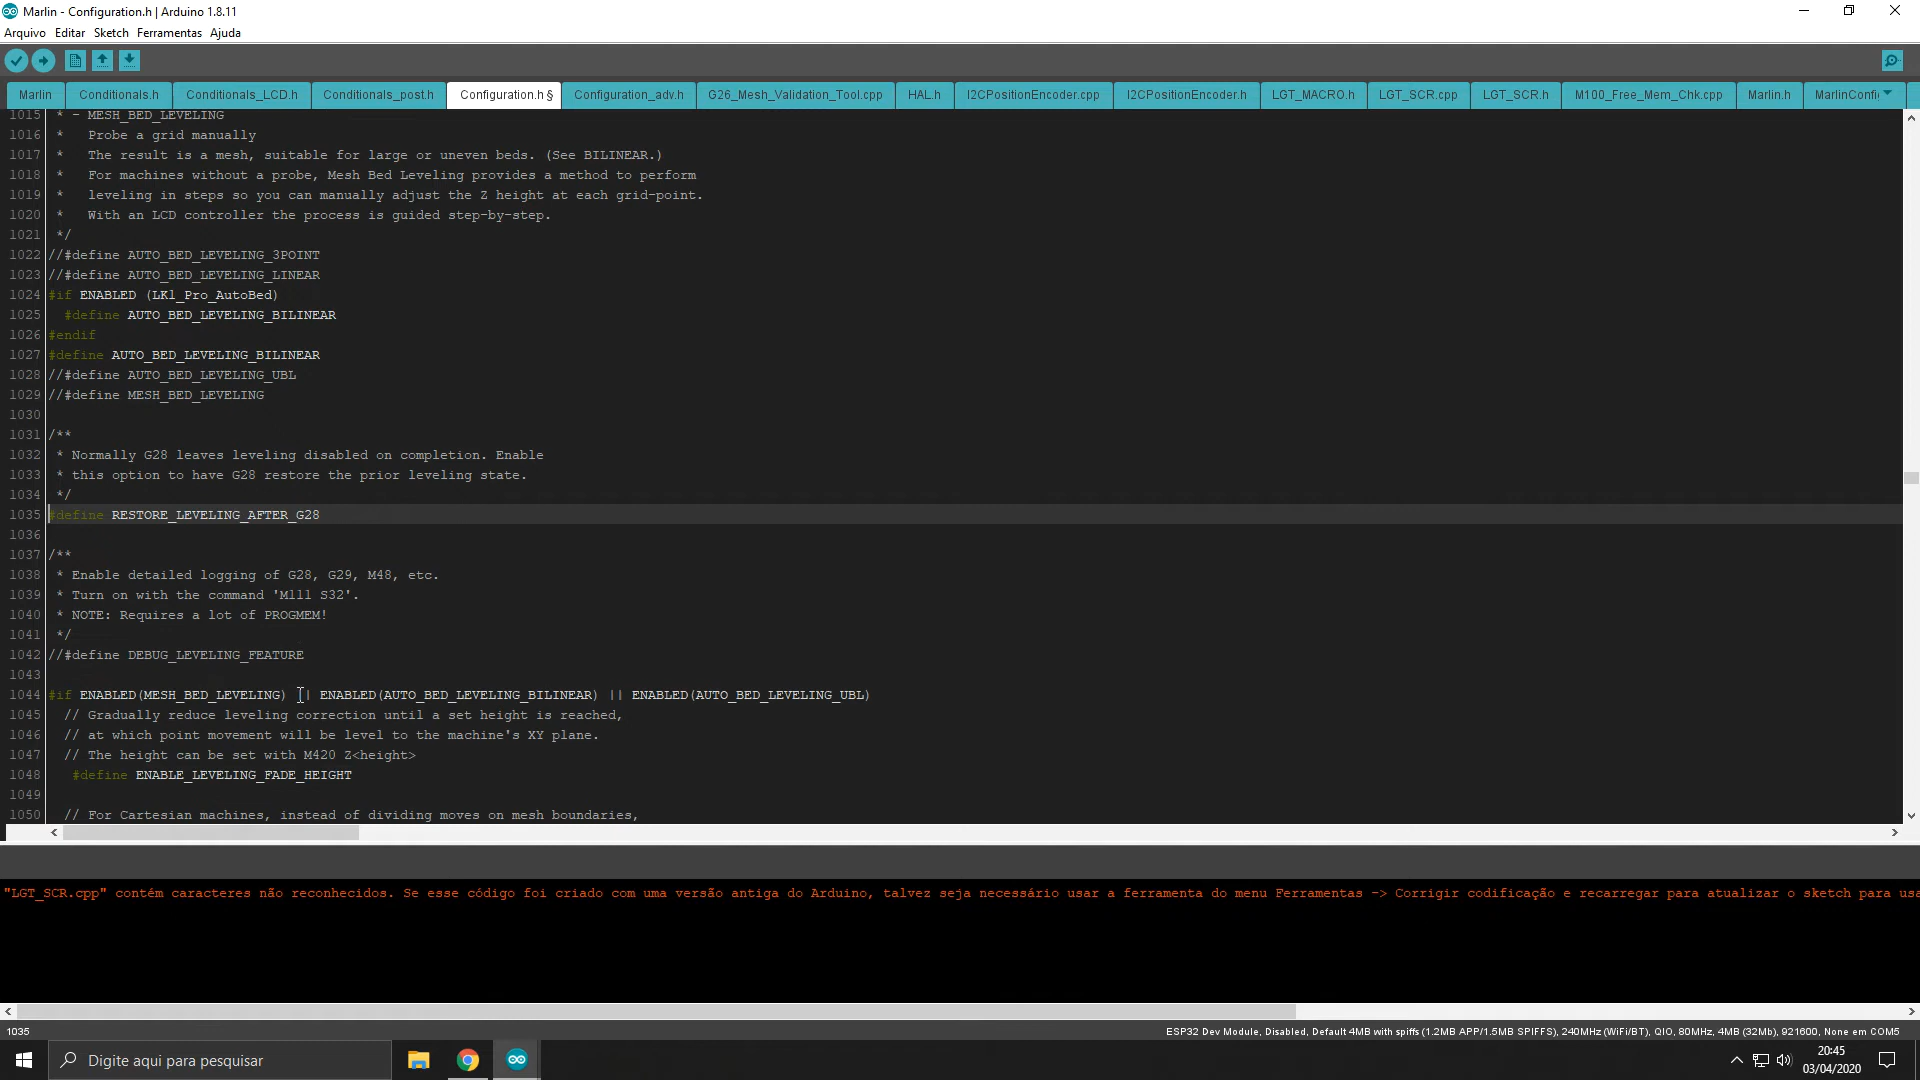 Marlin - Configuration.h | Arduino 1.8.11
Arquivo Editar Sketch Ferramentas Ajuda
Marlin Conditionals.h Conditionals_LCD.h Conditionals_post.h Configuration.h § Configuration_adv.h G26_Mesh_Validation_Tool.cpp HAL.h I2CPositionEncoder.cpp I2CPositionEncoder.h LGT_MACRO.h LGT_SCR.cpp LGT_SCR.h M100_Free_Mem_Chk.cpp Marlin.h MarlinConfi
1015 * - MESH_BED_LEVELING
1016 * Probe a grid manually
1017 * The result is a mesh, suitable for large or uneven beds. (See BILINEAR.)
1018 * For machines without a probe, Mesh Bed Leveling provides a method to perform
1019 * leveling in steps so you can manually adjust the Z height at each grid-point.
1020 * With an LCD controller the process is guided step-by-step.
1021 */
1022 //#define AUTO_BED_LEVELING_3POINT
1023 //#define AUTO_BED_LEVELING_LINEAR
1024 #if ENABLED (LK1_Pro_AutoBed)
1025 #define AUTO_BED_LEVELING_BILINEAR
1026 #endif
1027 #define AUTO_BED_LEVELING_BILINEAR
1028 //#define AUTO_BED_LEVELING_UBL
1029 //#define MESH_BED_LEVELING
1030
1031 /**
1032 * Normally G28 leaves leveling disabled on completion. Enable
1033 * this option to have G28 restore the prior leveling state.
1034 */
1035 #define RESTORE_LEVELING_AFTER_G28
1036
1037 /**
1038 * Enable detailed logging of G28, G29, M48, etc.
1039 * Turn on with the command 'M111 S32'.
1040 * NOTE: Requires a lot of PROGMEM!
1041 */
1042 //#define DEBUG_LEVELING_FEATURE
1043
1044 #if ENABLED(MESH_BED_LEVELING) || ENABLED(AUTO_BED_LEVELING_BILINEAR) || ENABLED(AUTO_BED_LEVELING_UBL)
1045 // Gradually reduce leveling correction until a set height is reached,
1046 // at which point movement will be level to the machine's XY plane.
1047 // The height can be set with M420 Z<height>
1048 #define ENABLE_LEVELING_FADE_HEIGHT
1049
1050 // For Cartesian machines, instead of dividing moves on mesh boundaries,
"LGT_SCR.cpp" contém caracteres não reconhecidos. Se esse código foi criado com uma versão antiga do Arduino, talvez seja necessário usar a ferramenta do menu Ferramentas -> Corrigir codificação e recarregar para atualizar o sketch para usa
1035 ESP32 Dev Module, Disabled, Default 4MB with spiffs (1.2MB APP/1.5MB SPIFFS), 240MHz (WiFi/BT), QIO, 80MHz, 4MB (32Mb), 921600, None em COM5
Digite aqui para pesquisar
20:45
03/04/2020